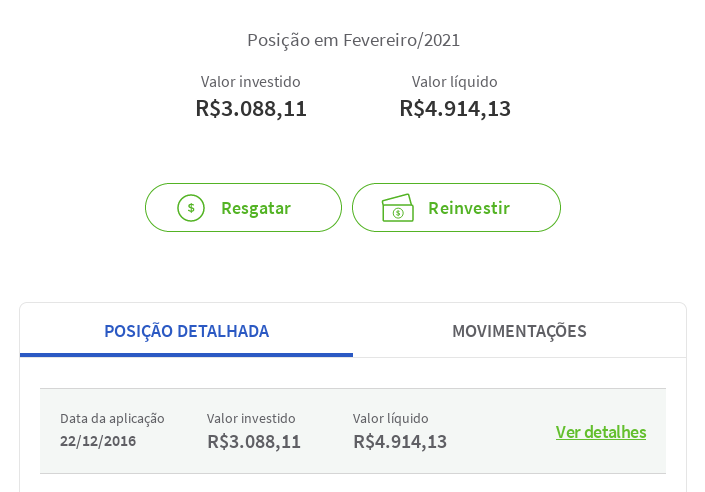 Posição em Fevereiro/2021
Valor investido Valor líquido
R$3.088,11 R$4.914,13
$ Resgatar $ Reinvestir
POSIÇÃO DETALHADA MOVIMENTAÇÕES
Data da aplicação Valor investido Valor líquido
22/12/2016 R$3.088,11 R$4.914,13 Ver detalhes